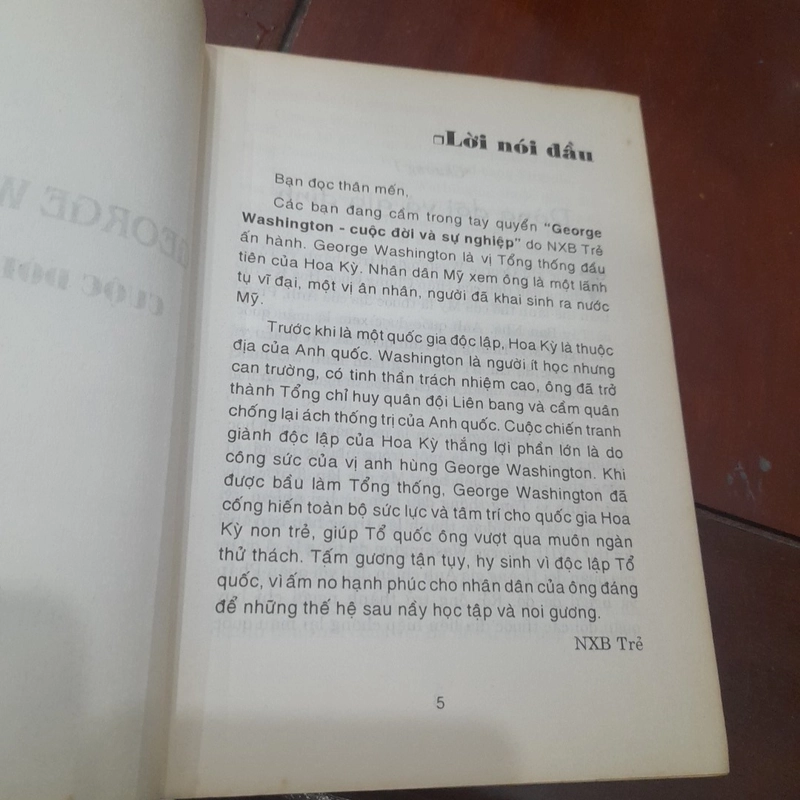 Lời nói đầu
Bạn đọc thân mến,
Các bạn đang cầm trong tay quyển "George
Washington - cuộc đời và sự nghiệp" do NXB Trẻ
ấn hành. George Washington là vị Tổng thống đầu
tiên của Hoa Kỳ. Nhân dân Mỹ xem ông là một lãnh
tụ vĩ đại, một vị ân nhân, người đã khai sinh ra nước
Mỹ.
Trước khi là một quốc gia độc lập, Hoa Kỳ là thuộc
địa của Anh quốc. Washington là người ít học nhưng
can trường, có tinh thần trách nhiệm cao, ông đã trở
thành Tổng chỉ huy quân đội Liên bang và cầm quân
chống lại ách thống trị của Anh quốc. Cuộc chiến tranh
giành độc lập của Hoa Kỳ thắng lợi phần lớn là do
công sức của vị anh hùng George Washington. Khi
được bầu làm Tổng thống, George Washington đã
cống hiến toàn bộ sức lực và tâm trí cho quốc gia Hoa
Kỳ non trẻ, giúp Tổ quốc ông vượt qua muôn ngàn
thử thách. Tấm gương tận tụy, hy sinh vì độc lập Tổ
quốc, vì ấm no hạnh phúc cho nhân dân của ông đáng
để những thế hệ sau nầy học tập và noi gương.
NXB Trẻ
5